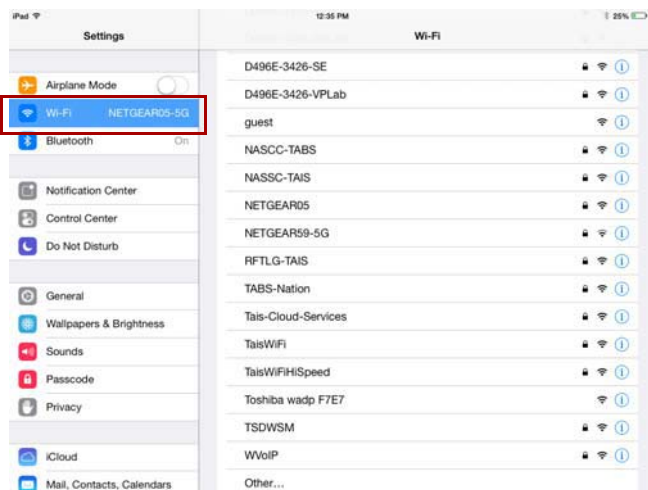 iPad
12:35 PM
25%
Settings
Wi-Fi
Airplane Mode
Wi-Fi NETGEAR05-5G
Bluetooth On
Notification Center
Control Center
Do Not Disturb
General
Wallpapers & Brightness
Sounds
Passcode
Privacy
iCloud
Mail, Contacts, Calendars
D496E-3426-SE
D496E-3426-VPLab
guest
NASCC-TABS
NASSC-TAIS
NETGEAR05
NETGEAR59-5G
RFTLG-TAIS
TABS-Nation
Tais-Cloud-Services
TaisWiFi
TaisWiFiHiSpeed
Toshiba wadp F7E7
TSDWSM
WVoIP
Other...